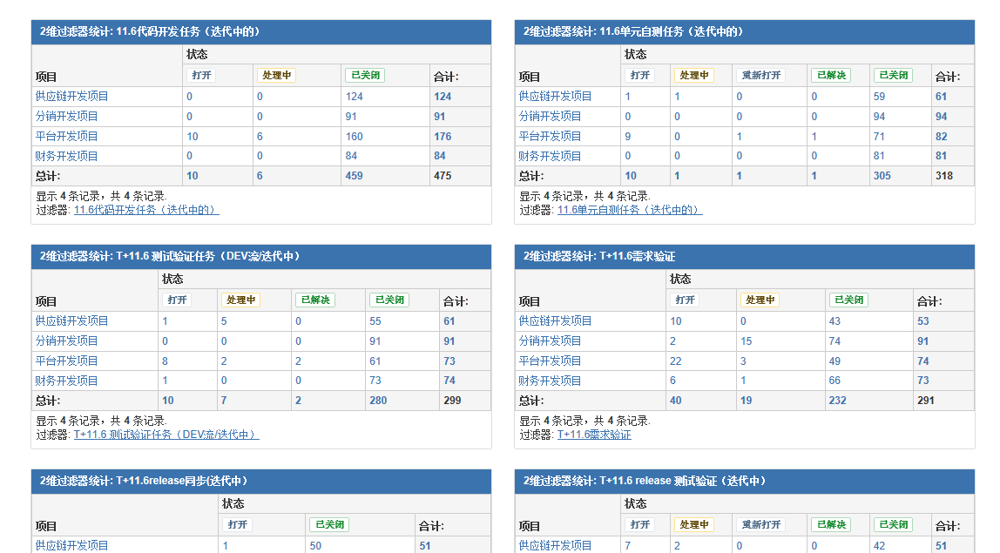 2维过滤器统计: 11.6代码开发任务（迭代中的）
状态
项目 打开 处理中 已关闭 合计:
供应链开发项目 0 0 124 124
分销开发项目 0 0 91 91
平台开发项目 10 6 160 176
财务开发项目 0 0 84 84
总计: 10 6 459 475
显示 4 条记录，共 4 条记录.
过滤器: 11.6代码开发任务（迭代中的）
2维过滤器统计: 11.6单元自测任务（迭代中的）
状态
项目 打开 处理中 重新打开 已解决 已关闭 合计:
供应链开发项目 1 1 0 0 59 61
分销开发项目 0 0 0 0 94 94
平台开发项目 9 0 1 1 71 82
财务开发项目 0 0 0 0 81 81
总计: 10 1 1 1 305 318
显示 4 条记录，共 4 条记录.
过滤器: 11.6单元自测任务（迭代中的）
2维过滤器统计: T+11.6 测试验证任务（DEV流/迭代中）
状态
项目 打开 处理中 已解决 已关闭 合计:
供应链开发项目 1 5 0 55 61
分销开发项目 0 0 0 91 91
平台开发项目 8 2 2 61 73
财务开发项目 1 0 0 73 74
总计: 10 7 2 280 299
显示 4 条记录，共 4 条记录.
过滤器: T+11.6 测试验证任务（DEV流/迭代中）
2维过滤器统计: T+11.6需求验证
状态
项目 打开 处理中 已关闭 合计:
供应链开发项目 10 0 43 53
分销开发项目 2 15 74 91
平台开发项目 22 3 49 74
财务开发项目 6 1 66 73
总计: 40 19 232 291
显示 4 条记录，共 4 条记录.
过滤器: T+11.6需求验证
2维过滤器统计: T+11.6release同步(迭代中）
状态
项目 打开 已关闭 合计:
供应链开发项目 1 50 51
2维过滤器统计: T+11.6 release 测试验证（迭代中）
状态
项目 打开 处理中 重新打开 已解决 已关闭 合计:
供应链开发项目 7 2 0 0 42 51